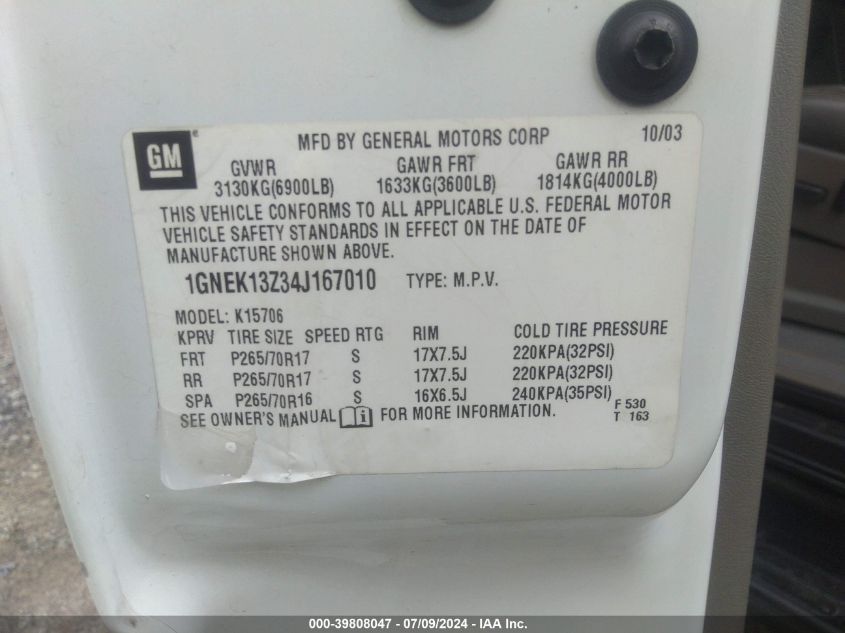 GM MFD BY GENERAL MOTORS CORP 10/03
GVWR GAWR FRT GAWR RR
3130KG(6900LB) 1633KG(3600LB) 1814KG(4000LB)
THIS VEHICLE CONFORMS TO ALL APPLICABLE U.S. FEDERAL MOTOR
VEHICLE SAFETY STANDARDS IN EFFECT ON THE DATE OF
MANUFACTURE SHOWN ABOVE.
1GNEK13Z34J167010 TYPE: M.P.V.
MODEL: K15706
KPRV TIRE SIZE SPEED RTG RIM COLD TIRE PRESSURE
FRT P265/70R17 S 17X7.5J 220KPA(32PSI)
RR P265/70R17 S 17X7.5J 220KPA(32PSI)
SPA P265/70R16 S 16X6.5J 240KPA(35PSI)
SEE OWNER'S MANUAL i FOR MORE INFORMATION.
F 530
T 163
000-39808047 / 07/09/2024 - IAA Inc.